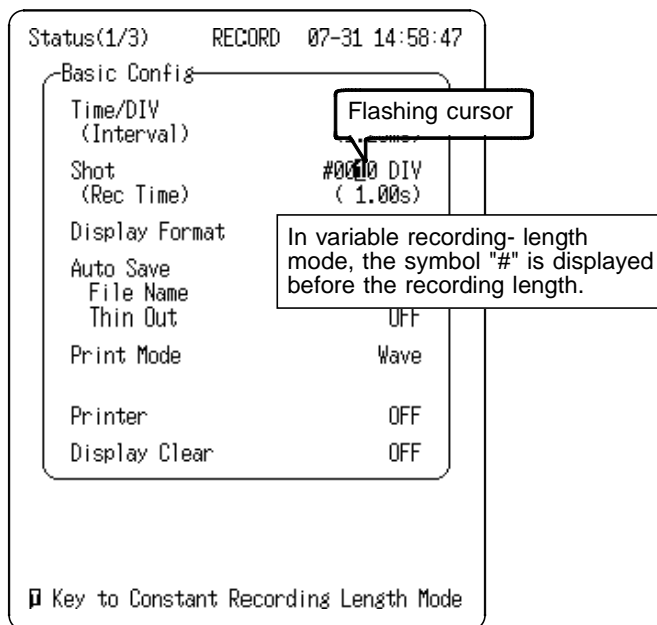 Status(1/3) RECORD 07-31 14:58:47
Basic Config
Time/DIV
Flashing cursor
(Interval)
Shot #0010 DIV
(Rec Time) ( 1.00s)
Display Format
In variable recording- length
mode, the symbol "#" is displayed
before the recording length.
Auto Save
File Name
Thin Out OFF
Print Mode Wave
Printer OFF
Display Clear OFF
Key to Constant Recording Length Mode